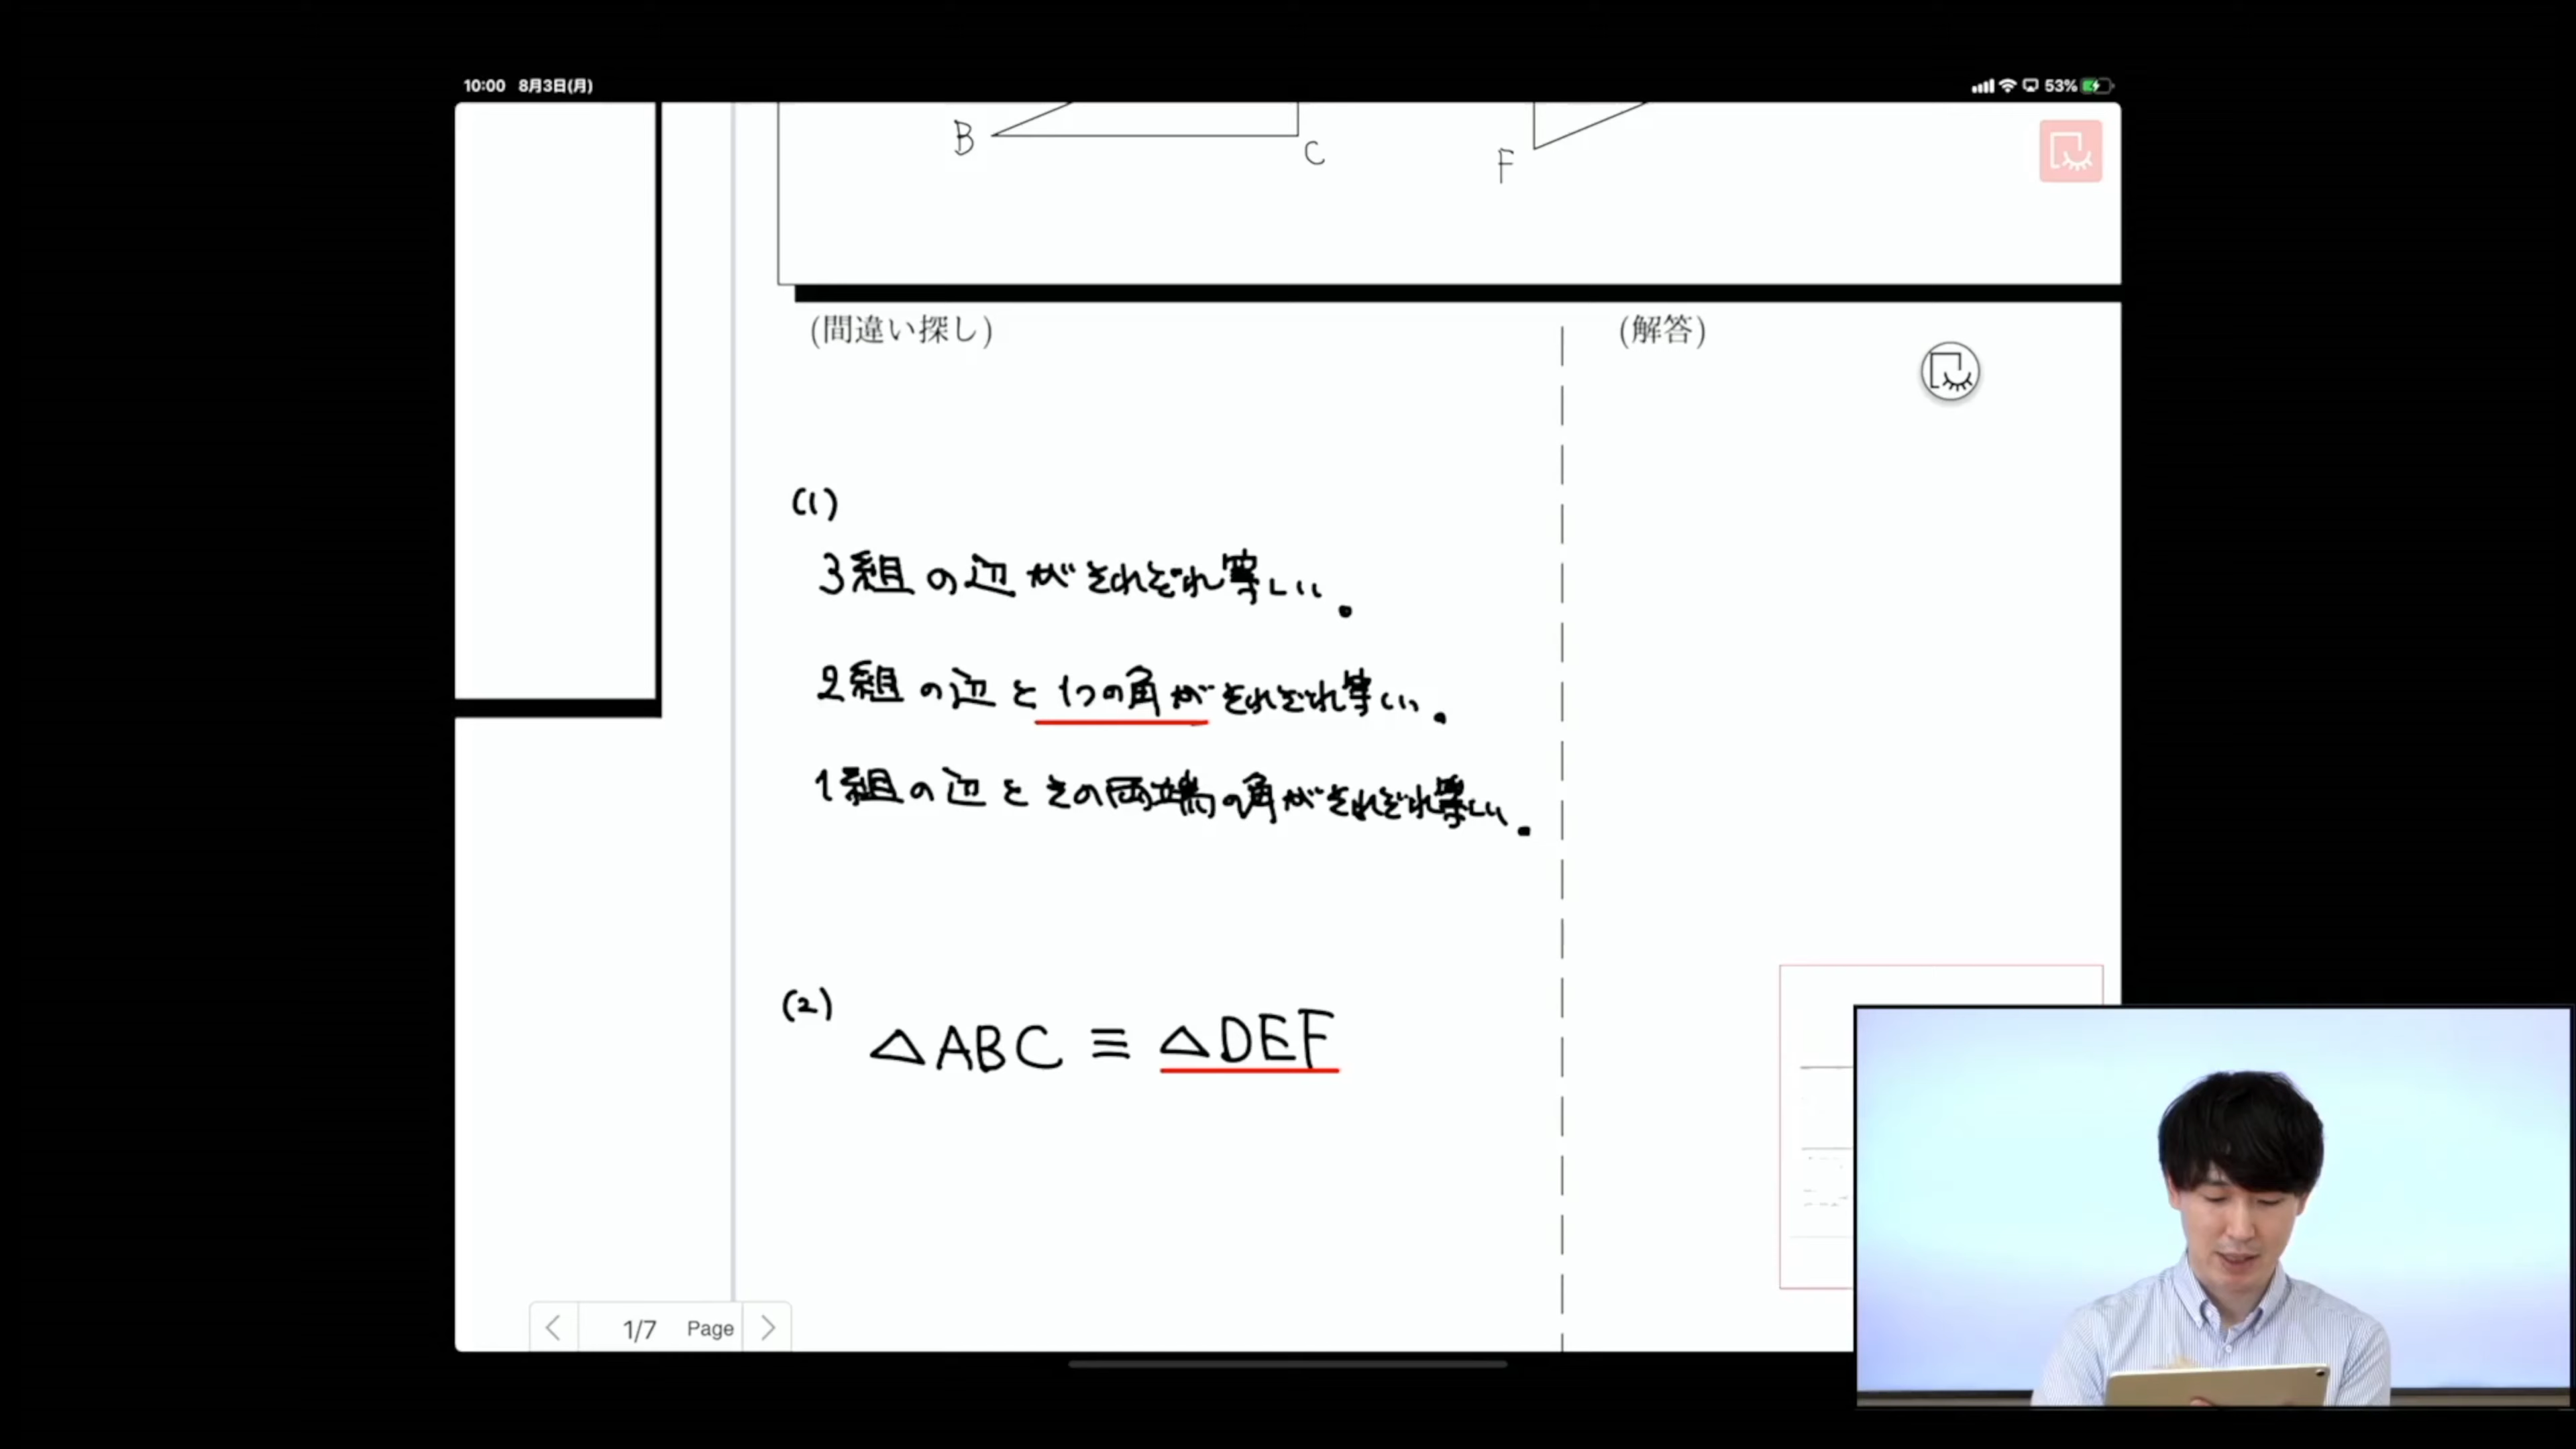 10:00 8月3日(月)
53%
B
C
F
(間違い探し)
(解答)
(1)
3組の辺がそれぞれ等しい.
2組の辺と1つの角がそれぞれ等しい.
1組の辺とその両端の角がそれぞれ等しい.
(2)
△ABC ≡ △DEF
1/7 Page